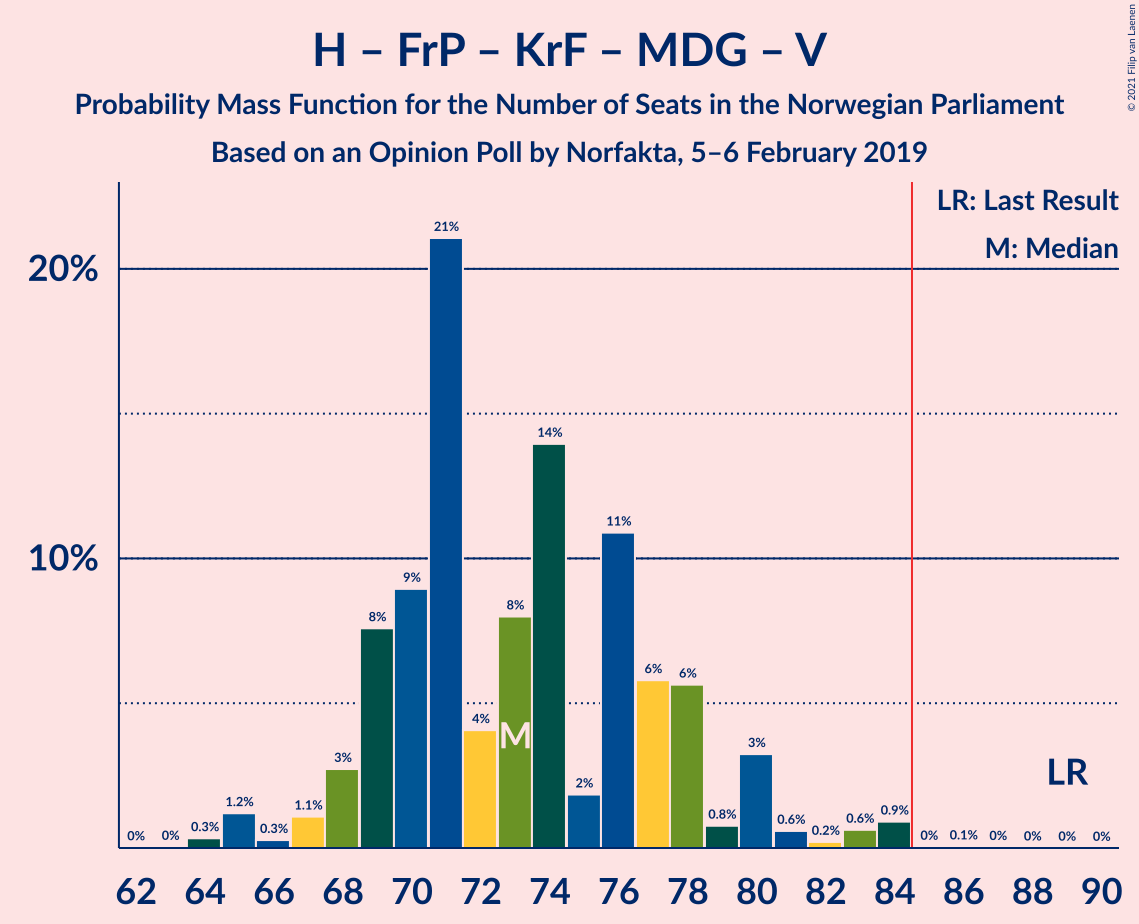 H – FrP – KrF – MDG – V
Probability Mass Function for the Number of Seats in the Norwegian Parliament
Based on an Opinion Poll by Norfakta, 5–6 February 2019
© 2021 Filip van Laenen
LR: Last Result
M: Median
20%
10%
0% 0% 0.3% 1.2% 0.3% 1.1% 3% 8% 9% 21% 4% 8% 14% 2% 11% 6% 6% 0.8% 3% 0.6% 0.2% 0.6% 0.9% 0% 0.1% 0% 0% 0% 0%
M
LR
62 64 66 68 70 72 74 76 78 80 82 84 86 88 90